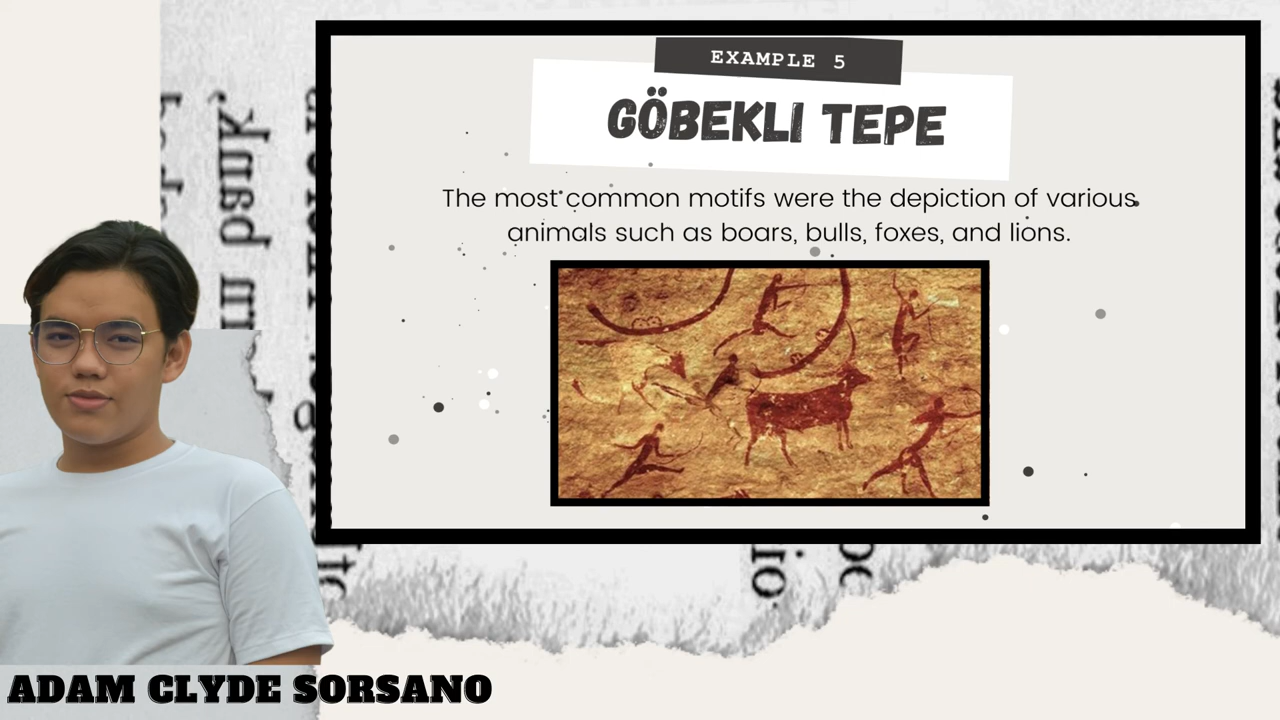 EXAMPLE 5
GÖBEKLI TEPE
The most common motifs were the depiction of various
animals such as boars, bulls, foxes, and lions.
ADAM CLYDE SORSANO